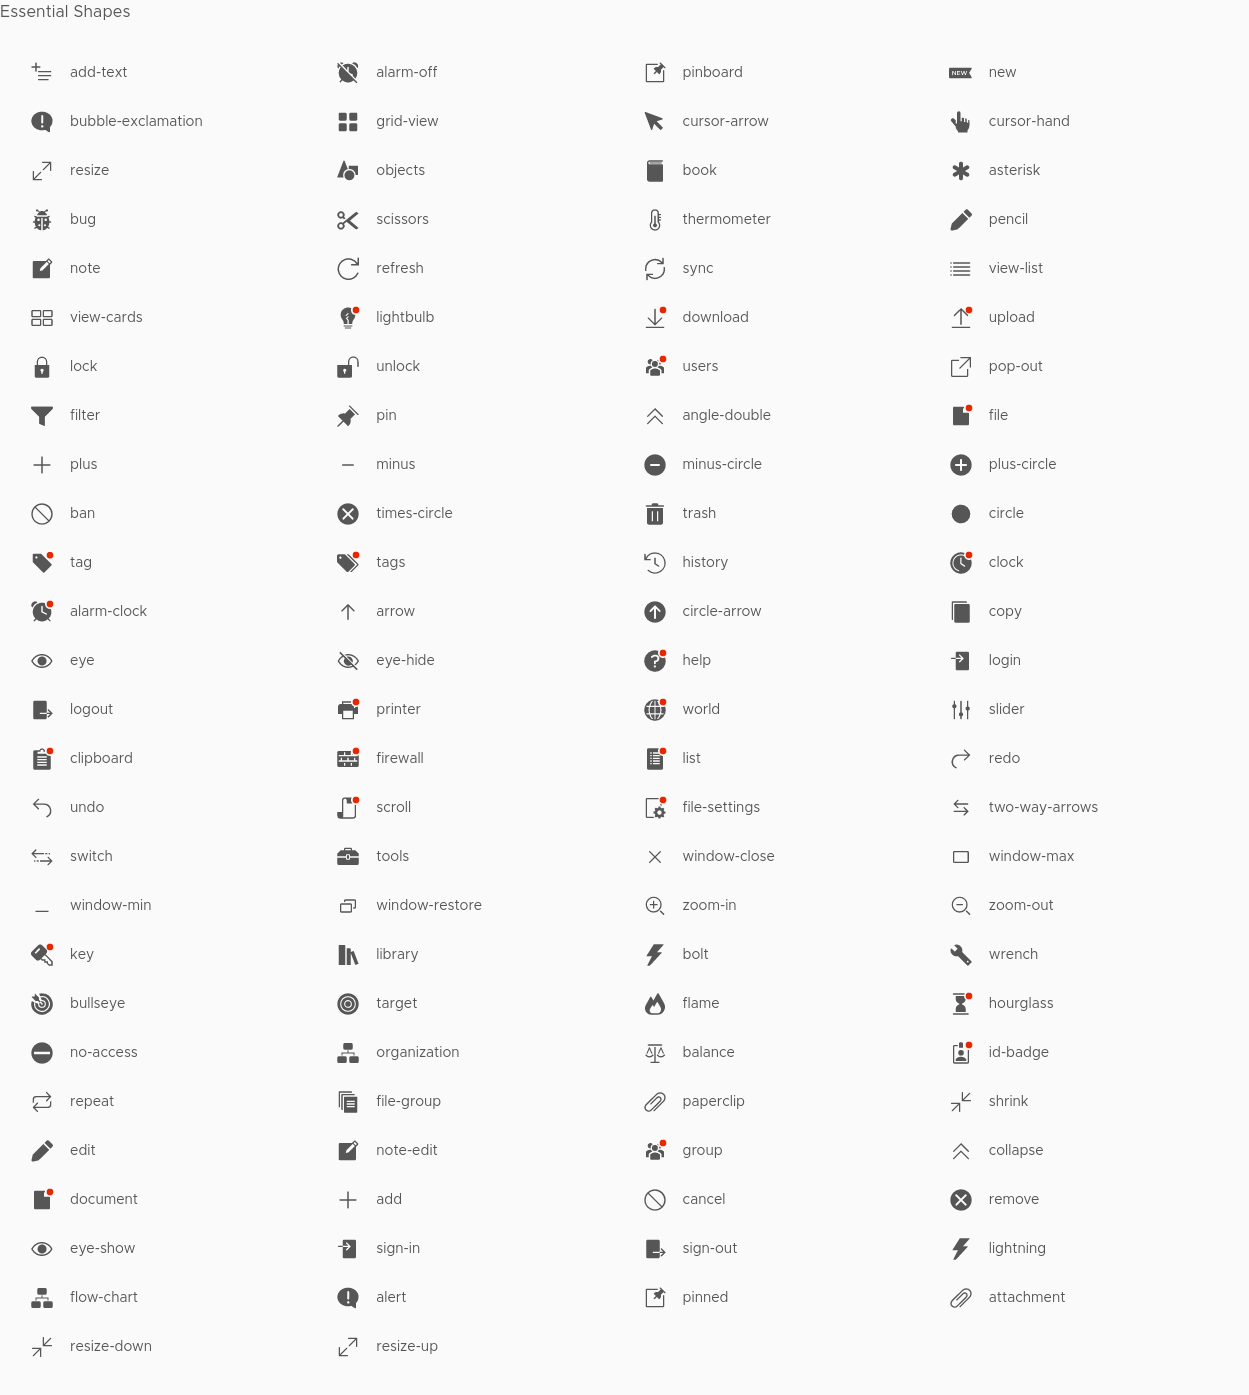 Essential Shapes
add-text alarm-off pinboard NEW new
bubble-exclamation grid-view cursor-arrow cursor-hand
resize objects book asterisk
bug scissors thermometer pencil
note refresh sync view-list
view-cards lightbulb download upload
lock unlock users pop-out
filter pin angle-double file
plus minus minus-circle plus-circle
ban times-circle trash circle
tag tags history clock
alarm-clock arrow circle-arrow copy
eye eye-hide help login
logout printer world slider
clipboard firewall list redo
undo scroll file-settings two-way-arrows
switch tools window-close window-max
window-min window-restore zoom-in zoom-out
key library bolt wrench
bullseye target flame hourglass
no-access organization balance id-badge
repeat file-group paperclip shrink
edit note-edit group collapse
document add cancel remove
eye-show sign-in sign-out lightning
flow-chart alert pinned attachment
resize-down resize-up